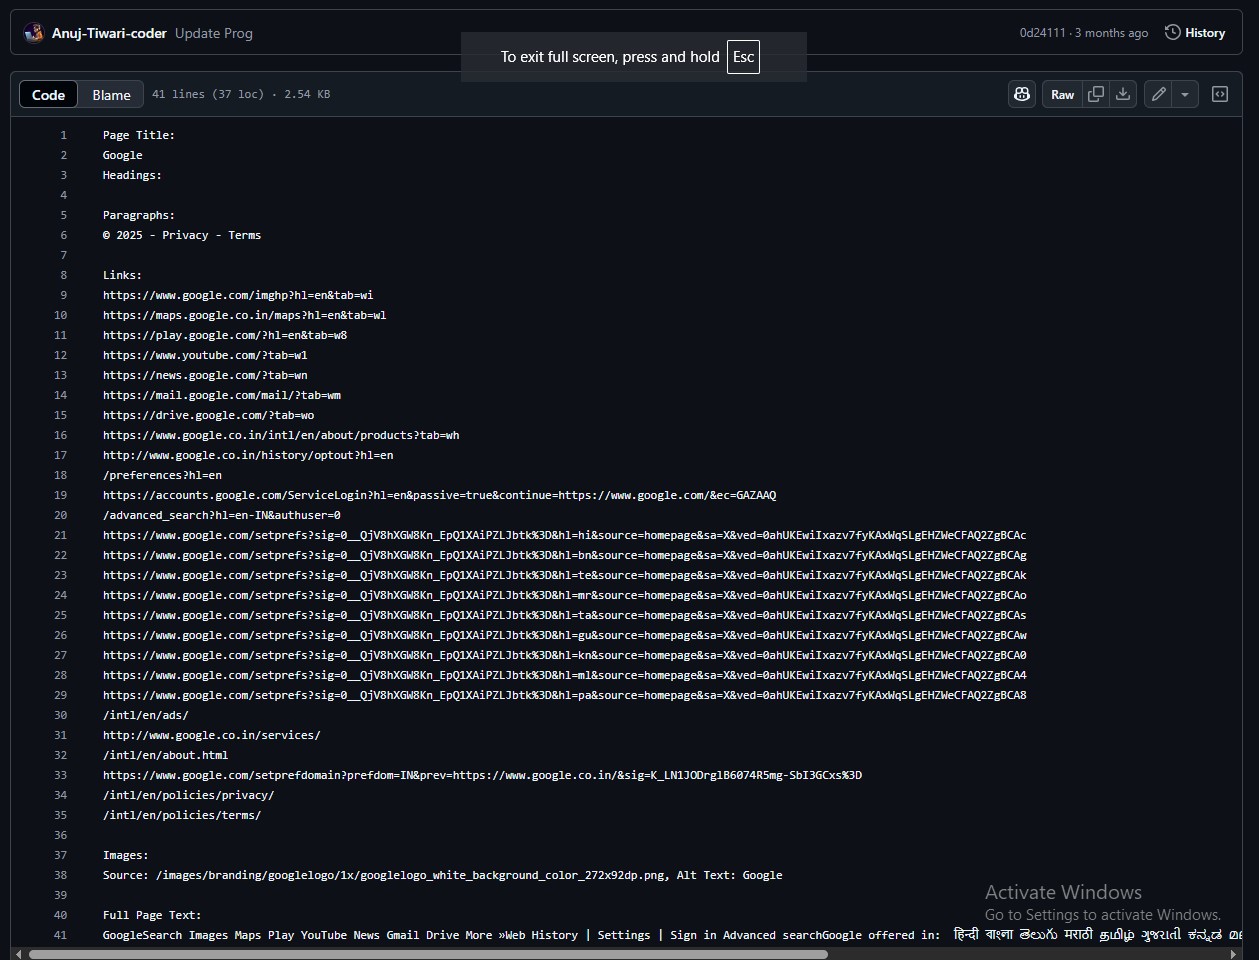 Anuj-Tiwari-coder Update Prog
0d24111 · 3 months ago History
To exit full screen, press and hold Esc
Code Blame 41 lines (37 loc) · 2.54 KB Raw
1 Page Title:
2 Google
3 Headings:
4
5 Paragraphs:
6 © 2025 - Privacy - Terms
7
8 Links:
9 https://www.google.com/imghp?hl=en&tab=wi
10 https://maps.google.co.in/maps?hl=en&tab=wl
11 https://play.google.com/?hl=en&tab=w8
12 https://www.youtube.com/?tab=w1
13 https://news.google.com/?tab=wn
14 https://mail.google.com/mail/?tab=wm
15 https://drive.google.com/?tab=wo
16 https://www.google.co.in/intl/en/about/products?tab=wh
17 http://www.google.co.in/history/optout?hl=en
18 /preferences?hl=en
19 https://accounts.google.com/ServiceLogin?hl=en&passive=true&continue=https://www.google.com/&ec=GAZAAQ
20 /advanced_search?hl=en-IN&authuser=0
21 https://www.google.com/setprefs?sig=0__QjV8hXGW8Kn_EpQ1XAiPZLJbtk%3D&hl=hi&source=homepage&sa=X&ved=0ahUKEwiIxazv7fyKAxWqSLgEHZWeCFAQ2ZgBCAc
22 https://www.google.com/setprefs?sig=0__QjV8hXGW8Kn_EpQ1XAiPZLJbtk%3D&hl=bn&source=homepage&sa=X&ved=0ahUKEwiIxazv7fyKAxWqSLgEHZWeCFAQ2ZgBCAg
23 https://www.google.com/setprefs?sig=0__QjV8hXGW8Kn_EpQ1XAiPZLJbtk%3D&hl=te&source=homepage&sa=X&ved=0ahUKEwiIxazv7fyKAxWqSLgEHZWeCFAQ2ZgBCAk
24 https://www.google.com/setprefs?sig=0__QjV8hXGW8Kn_EpQ1XAiPZLJbtk%3D&hl=mr&source=homepage&sa=X&ved=0ahUKEwiIxazv7fyKAxWqSLgEHZWeCFAQ2ZgBCAo
25 https://www.google.com/setprefs?sig=0__QjV8hXGW8Kn_EpQ1XAiPZLJbtk%3D&hl=ta&source=homepage&sa=X&ved=0ahUKEwiIxazv7fyKAxWqSLgEHZWeCFAQ2ZgBCAs
26 https://www.google.com/setprefs?sig=0__QjV8hXGW8Kn_EpQ1XAiPZLJbtk%3D&hl=gu&source=homepage&sa=X&ved=0ahUKEwiIxazv7fyKAxWqSLgEHZWeCFAQ2ZgBCAw
27 https://www.google.com/setprefs?sig=0__QjV8hXGW8Kn_EpQ1XAiPZLJbtk%3D&hl=kn&source=homepage&sa=X&ved=0ahUKEwiIxazv7fyKAxWqSLgEHZWeCFAQ2ZgBCA0
28 https://www.google.com/setprefs?sig=0__QjV8hXGW8Kn_EpQ1XAiPZLJbtk%3D&hl=ml&source=homepage&sa=X&ved=0ahUKEwiIxazv7fyKAxWqSLgEHZWeCFAQ2ZgBCA4
29 https://www.google.com/setprefs?sig=0__QjV8hXGW8Kn_EpQ1XAiPZLJbtk%3D&hl=pa&source=homepage&sa=X&ved=0ahUKEwiIxazv7fyKAxWqSLgEHZWeCFAQ2ZgBCA8
30 /intl/en/ads/
31 http://www.google.co.in/services/
32 /intl/en/about.html
33 https://www.google.com/setprefdomain?prefdom=IN&prev=https://www.google.co.in/&sig=K_LN1JODrglB6074R5mg-SbI3GCxs%3D
34 /intl/en/policies/privacy/
35 /intl/en/policies/terms/
36
37 Images:
38 Source: /images/branding/googlelogo/1x/googlelogo_white_background_color_272x92dp.png, Alt Text: Google
39
40 Full Page Text:
41 GoogleSearch Images Maps Play YouTube News Gmail Drive More »Web History | Settings | Sign in Advanced searchGoogle offered in: हिन्दी বাংলা తెలుగు मराठी தமிழ் ગુજરાતી ಕನ್ನಡ
Activate Windows
Go to Settings to activate Windows.